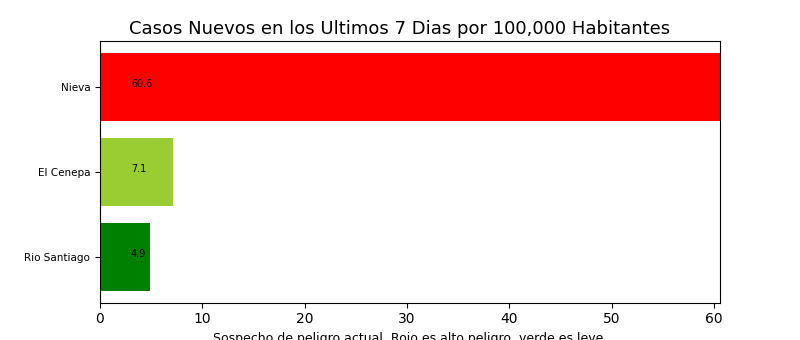 Casos Nuevos en los Ultimos 7 Dias por 100,000 Habitantes
Nieva
60.6
El Cenepa
7.1
Rio Santiago
4.9
0 10 20 30 40 50 60
Sospecho de peligro actual. Rojo es alto peligro, verde es leve